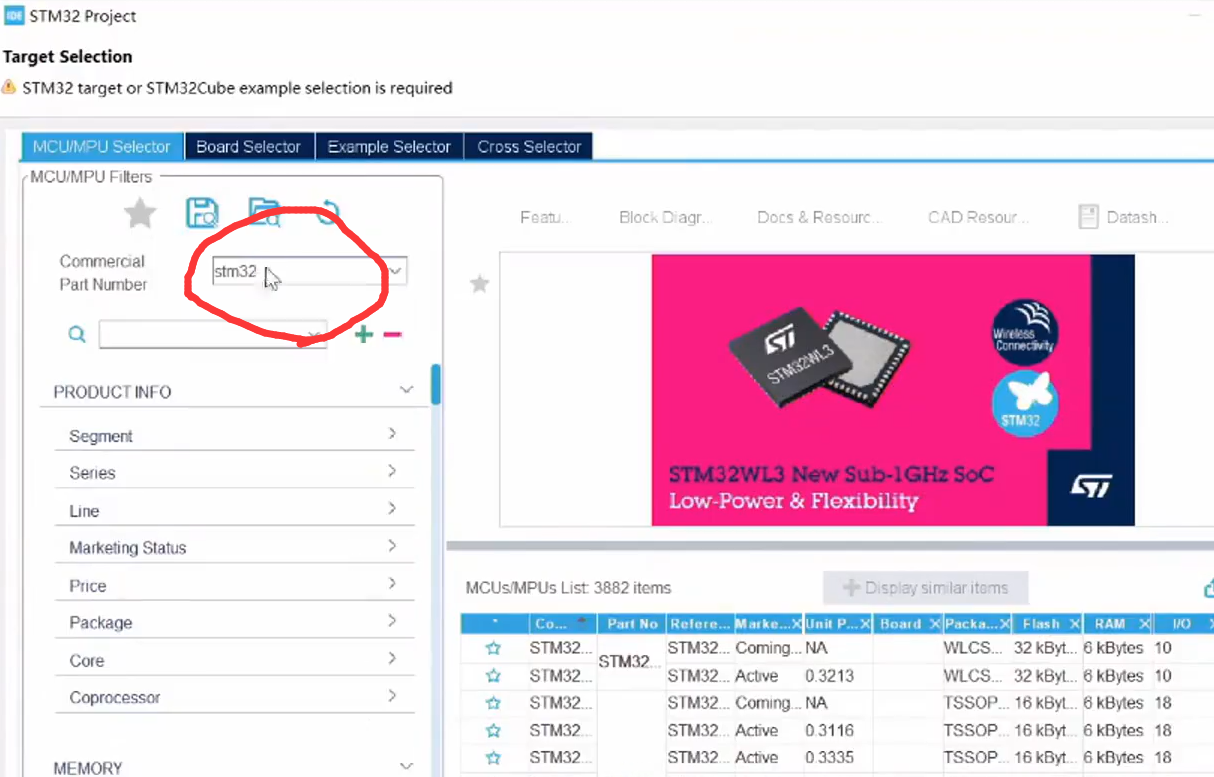 IDE STM32 Project
Target Selection
STM32 target or STM32Cube example selection is required
MCU/MPU Selector Board Selector Example Selector Cross Selector
MCU/MPU Filters
Featu... Block Diagr... Docs & Resourc... CAD Resour... Datash...
Commercial
Part Number
stm32
PRODUCT INFO
Segment
Series
Line
Marketing Status
Price
Package
Core
Coprocessor
MEMORY
ST
STM32WL3
Wireless
Connectivity
STM32
STM32WL3 New Sub-1GHz SoC
Low-Power & Flexibility
ST
MCUs/MPUs List: 3882 items
Display similar items
* Co... Part No Refere... Marke...X Unit P...X Board X Packa...X Flash X RAM X I/O
STM32... STM32... Coming... NA WLCS... 32 kByt... 6 kBytes 10
STM32...
STM32... STM32... Active 0.3213 WLCS... 32 kByt... 6 kBytes 10
STM32... STM32... Coming... NA TSSOP... 16 kByt... 6 kBytes 18
STM32... STM32... Active 0.3116 TSSOP... 16 kByt... 6 kBytes 18
STM32... STM32... Active 0.3335 TSSOP... 16 kByt... 6 kBytes 18